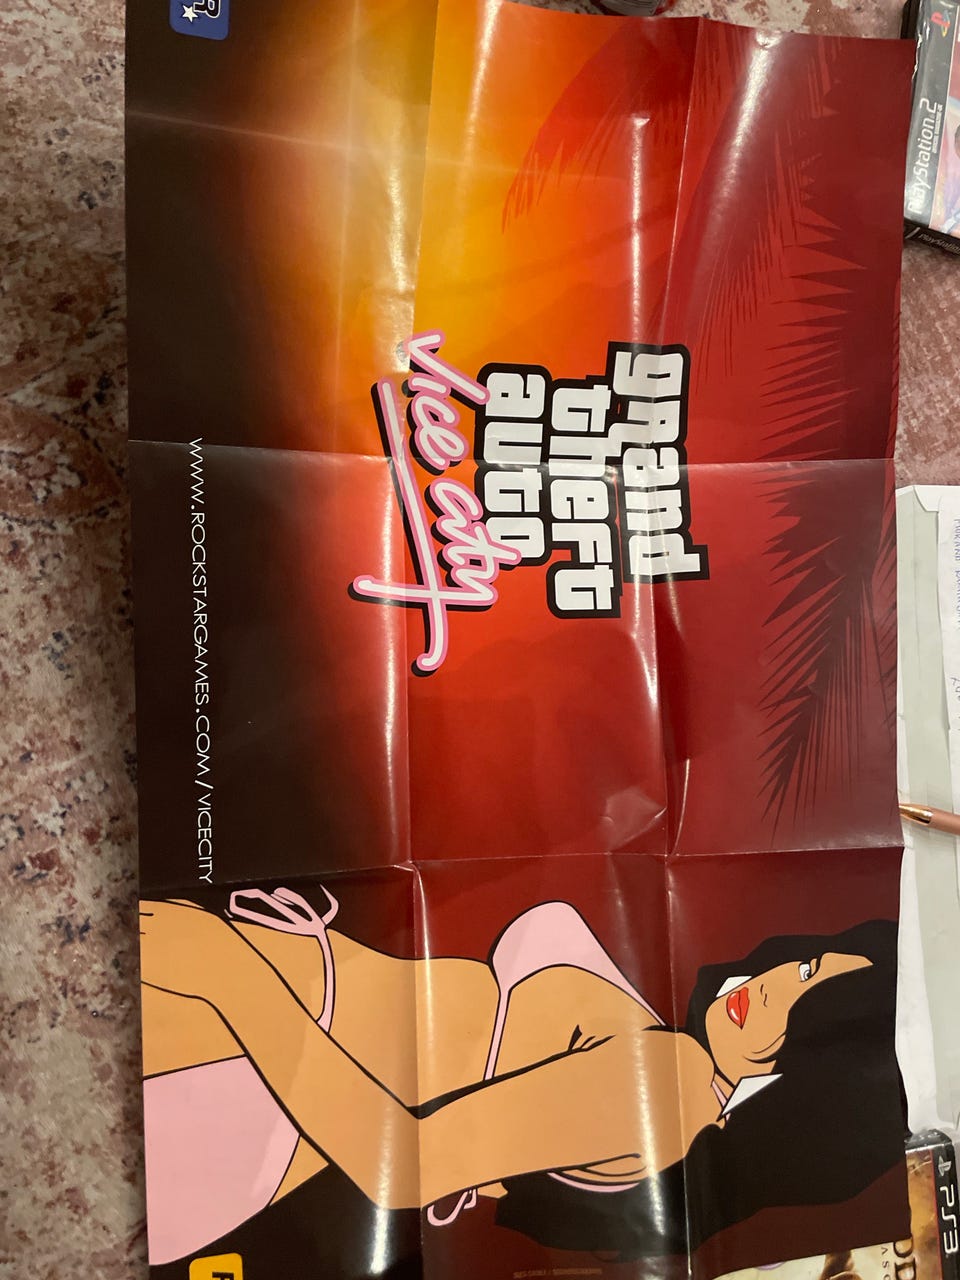 grand
theft
auto
Vice City
WWW.ROCKSTARGAMES.COM/VICECITY
R
R
PlayStation 2
PS3